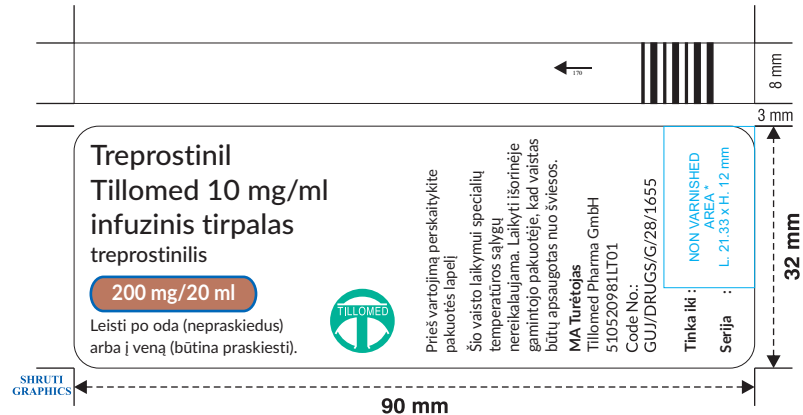 170
8 mm
3 mm
Treprostinil
Tillomed 10 mg/ml
infuzinis tirpalas
treprostinilis
200 mg/20 ml
Leisti po oda (nepraskiedus)
arba į veną (būtina praskiesti).
TILLOMED
Prieš vartojimą perskaitykite
pakuotės lapelį
Šio vaisto laikymui specialių
temperatūros sąlygų
nereikalaujama. Laikyti išorinėje
gamintojo pakuotėje, kad vaistas
būtų apsaugotas nuo šviesos.
MA Turėtojas
Tillomed Pharma GmbH
510520981LT01
Code No.:
GUJ/DRUGS/G/28/1655
Tinka iki :
Serija :
NON VARNISHED
AREA *
L. 21.33 x H. 12 mm
32 mm
SHRUTI
GRAPHICS
90 mm